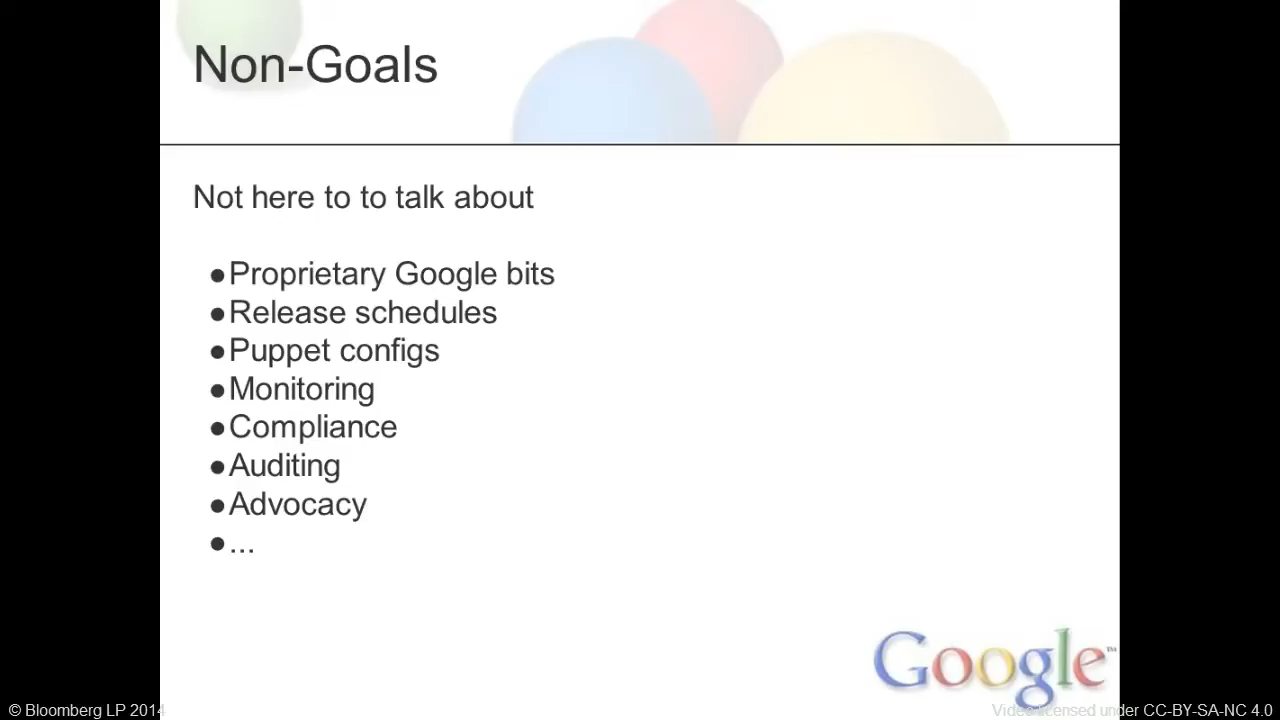 Non-Goals
Not here to to talk about
●Proprietary Google bits
●Release schedules
●Puppet configs
●Monitoring
●Compliance
●Auditing
●Advocacy
●...
Google™
© Bloomberg LP 2014
Video licensed under CC-BY-SA-NC 4.0